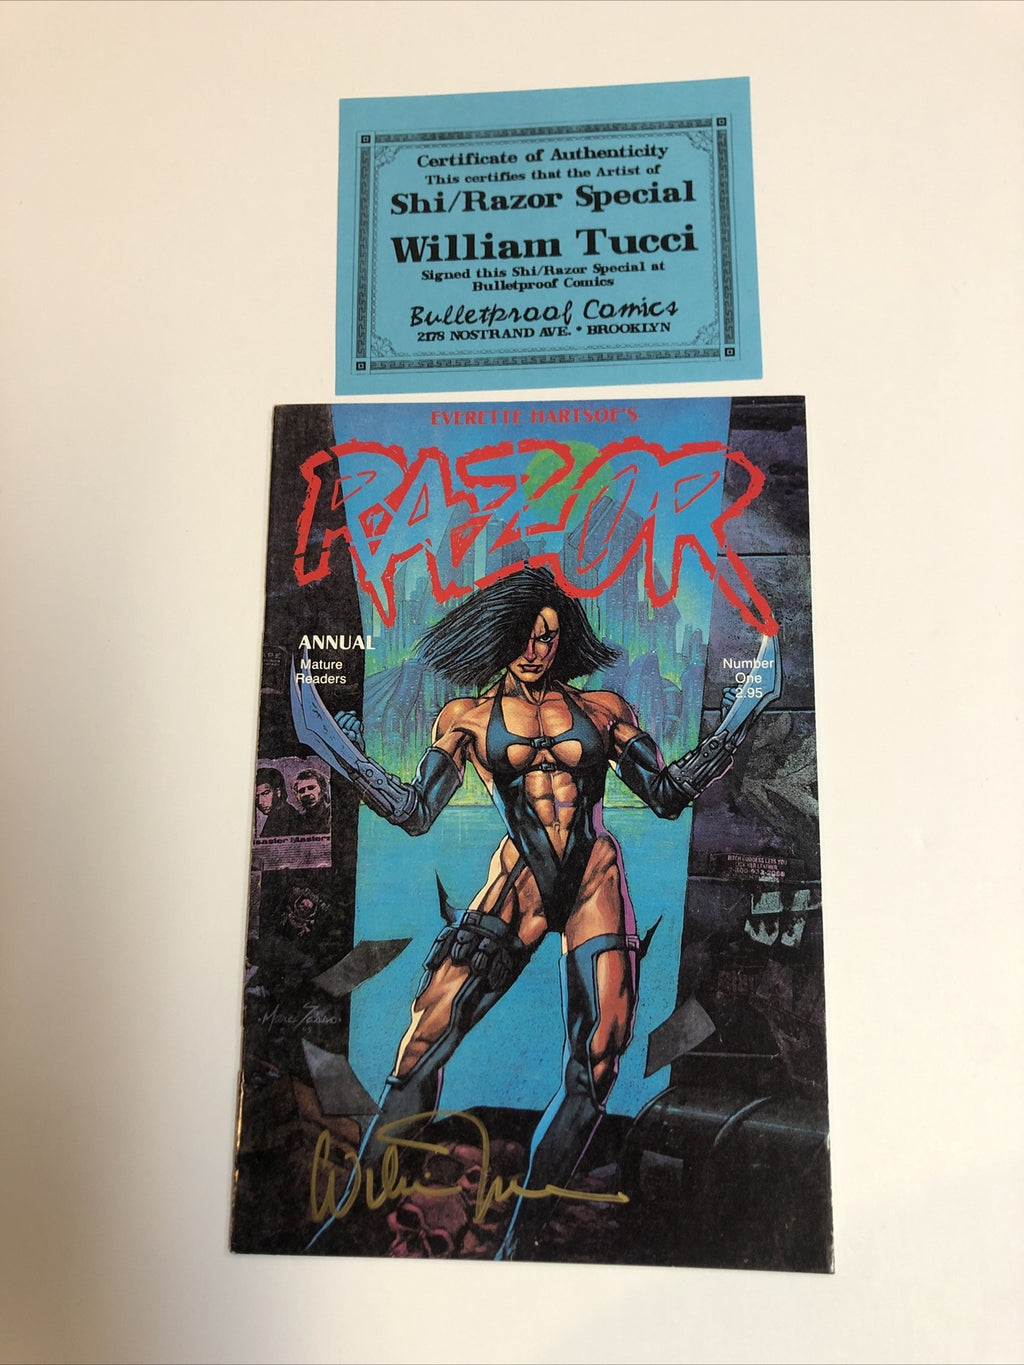 Certificate of Authenticity
This certifies that the Artist of
Shi/Razor Special
William Tucci
Signed this Shi/Razor Special at
Bulletproof Comics
Bulletproof Comics
2178 NOSTRAND AVE. * BROOKLYN
EVERETTE HARTSOE'S
RAZOR
ANNUAL
Mature
Readers
Number
One
2.95